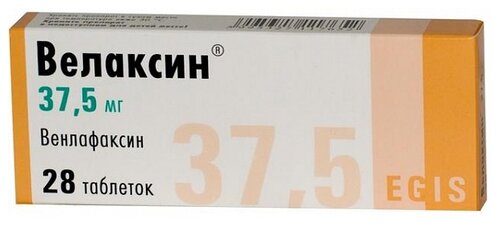 Велаксин®
37,5 мг
Венлафаксин
28 таблеток
37,5
EGIS